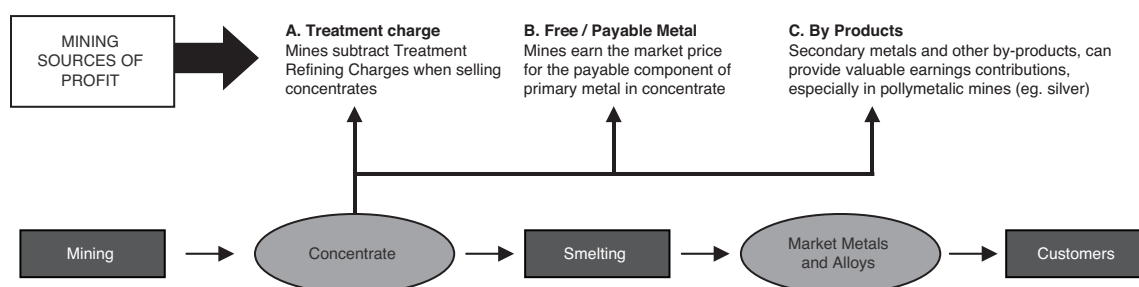 MINING
SOURCES OF
PROFIT
A. Treatment charge
Mines subtract Treatment
Refining Charges when selling
concentrates
B. Free / Payable Metal
Mines earn the market price
for the payable component of
primary metal in concentrate
C. By Products
Secondary metals and other by-products, can
provide valuable earnings contributions,
especially in pollymetalic mines (eg. silver)
Mining
Concentrate
Smelting
Market Metals
and Alloys
Customers